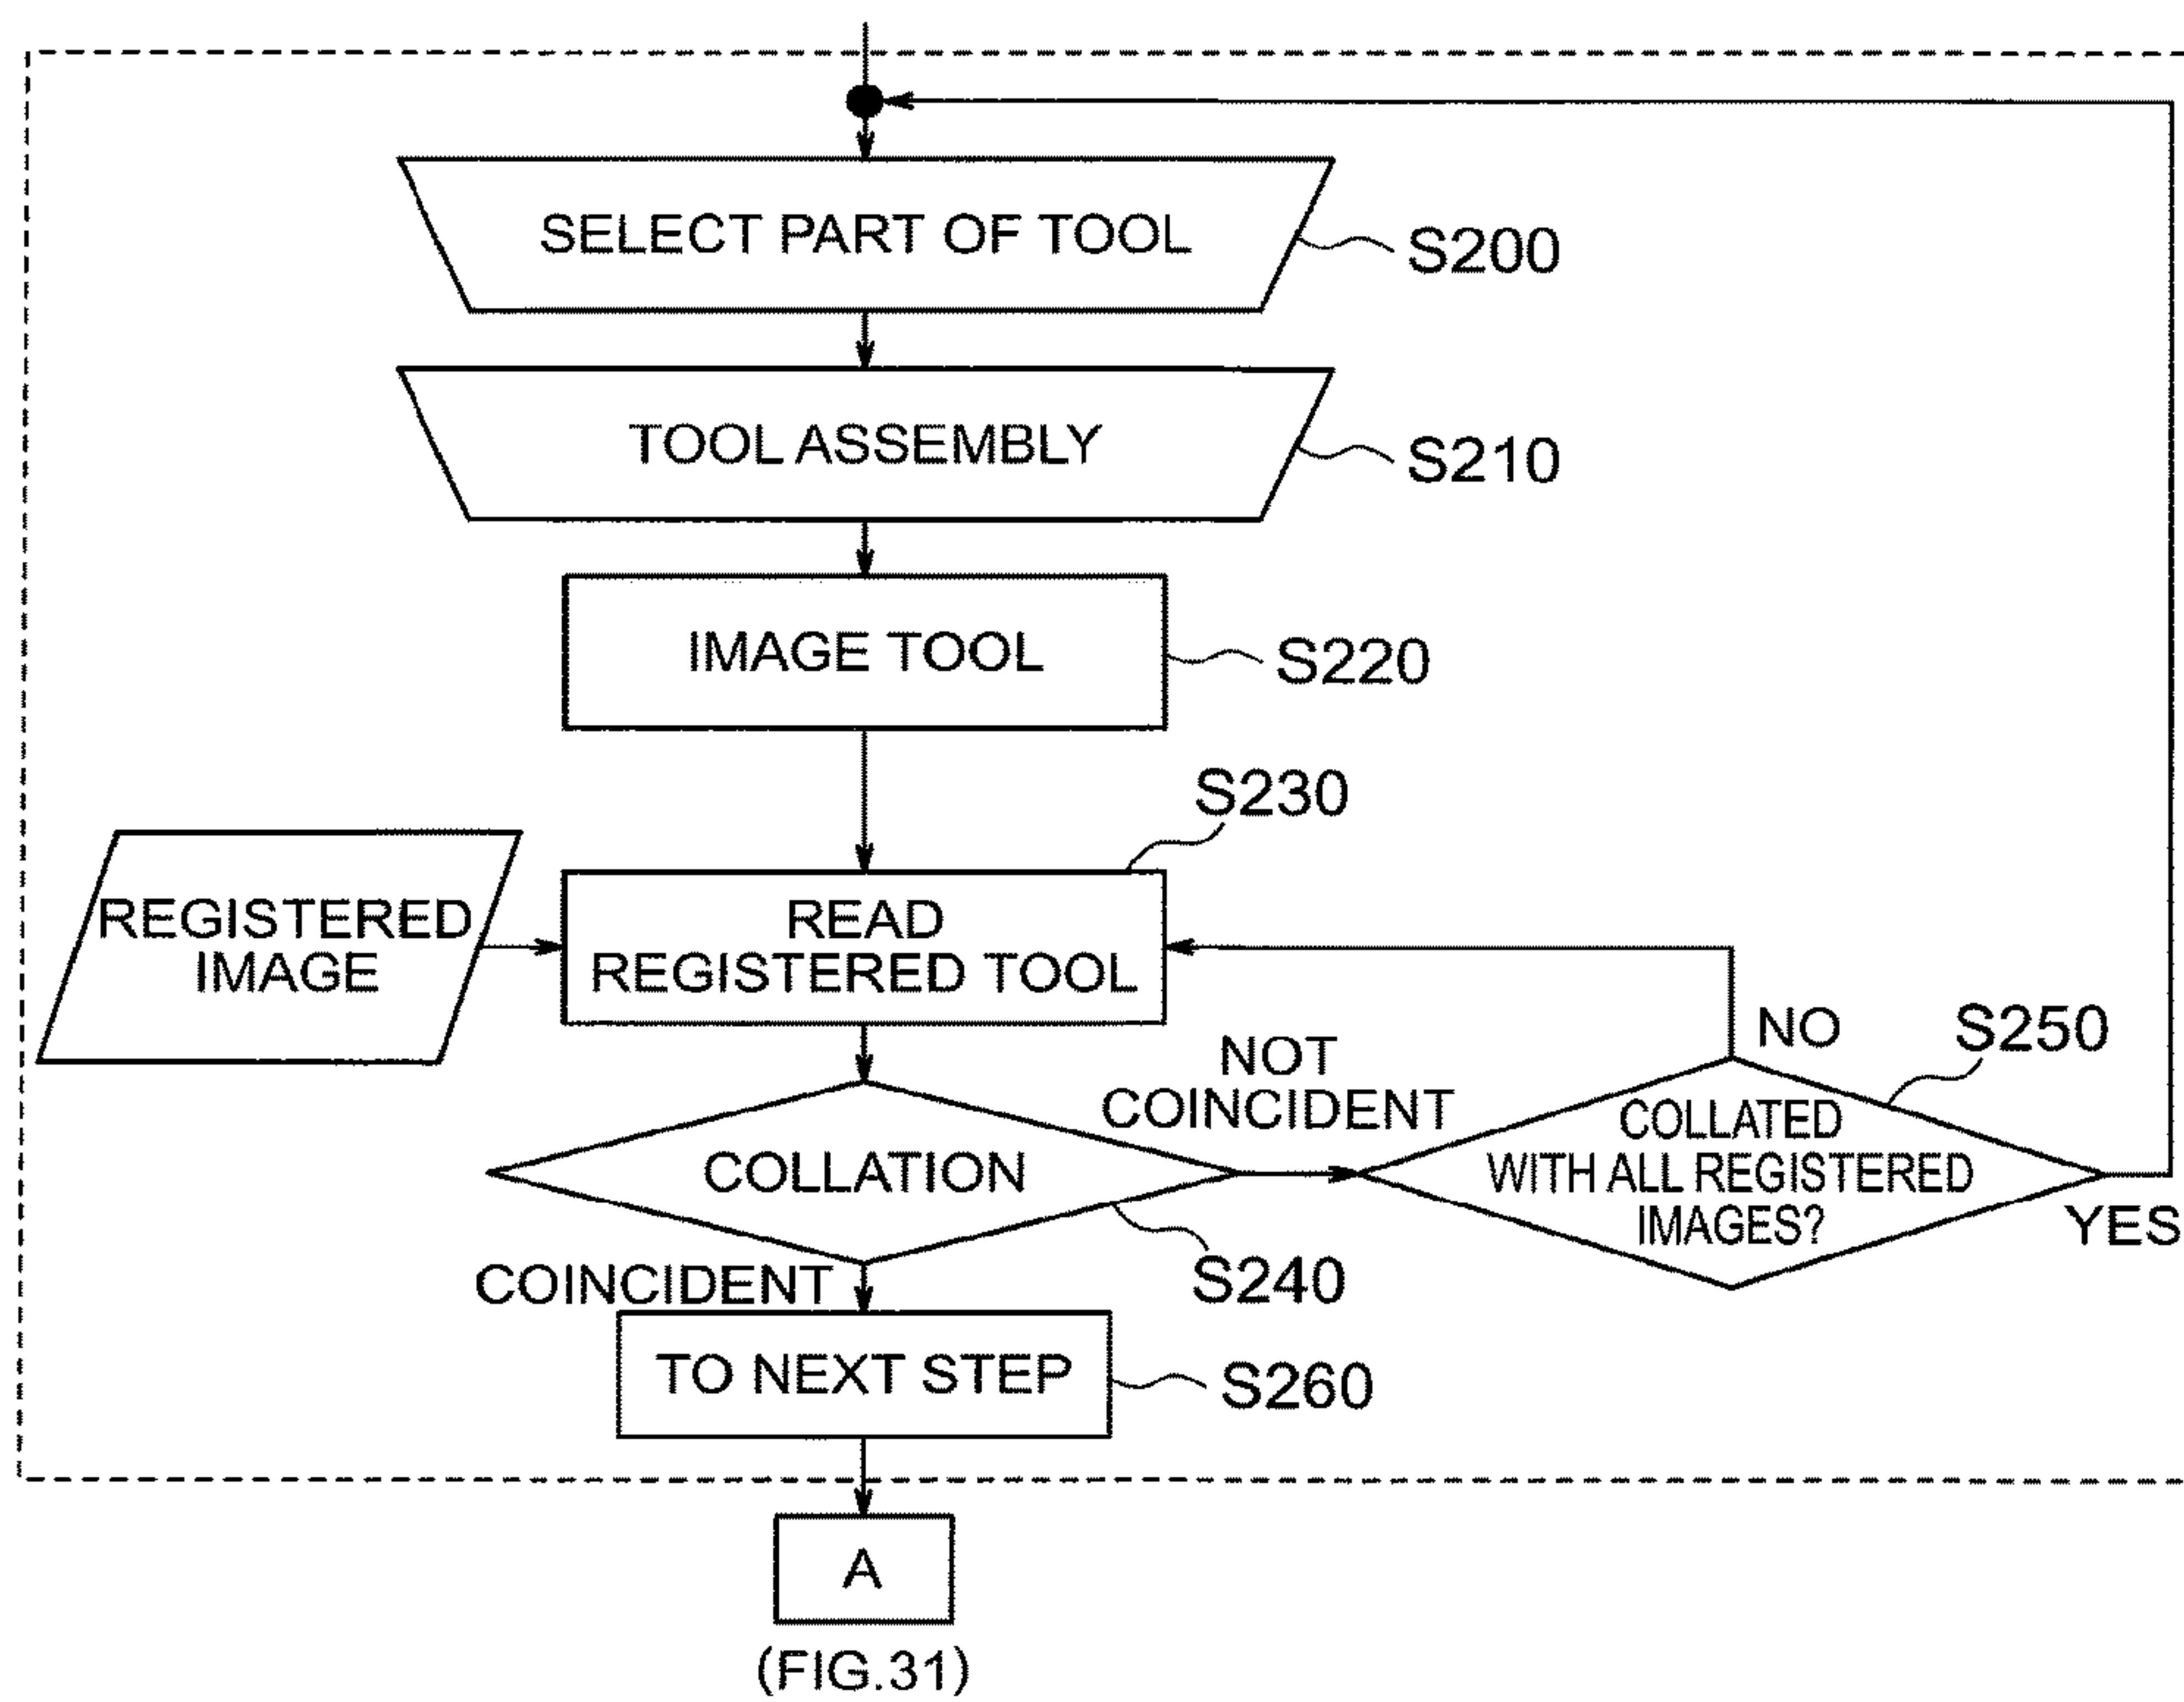 SELECT PART OF TOOL
S200
TOOL ASSEMBLY
S210
IMAGE TOOL
S220
S230
REGISTERED
IMAGE
READ
REGISTERED TOOL
NO
S250
NOT
COINCIDENT
COLLATED
WITH ALL REGISTERED
IMAGES?
YES
COLLATION
S240
COINCIDENT
TO NEXT STEP
S260
A
(FIG.31)